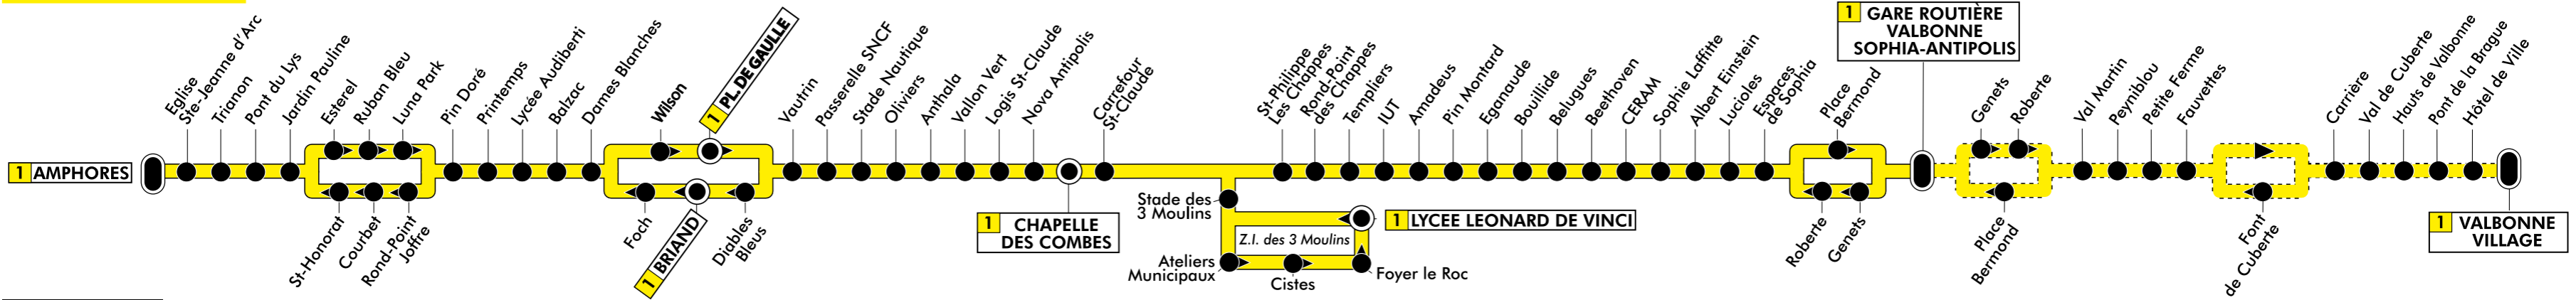 1 AMPHORES
Eglise
Ste-Jeanne d'Arc
Trianon
Pont du Lys
Jardin Pauline
Esterel
Ruban Bleu
Luna Park
St-Honorat
Courbet
Rond-Point
Joffre
Pin Doré
Printemps
Lycée Audiberti
Balzac
Dames Blanches
Wilson
1 PL. DE GAULLE
Foch
1 BRIAND
Diables
Bleus
Vautrin
Passerelle SNCF
Stade Nautique
Oliviers
Anthala
Vallon Vert
Logis St-Claude
Nova Antipolis
1 CHAPELLE
DES COMBES
Carrefour
St-Claude
Stade des
3 Moulins
Z.I. des 3 Moulins
1 LYCEE LEONARD DE VINCI
Ateliers
Municipaux
Cistes
Foyer le Roc
St-Philippe
Les Chappes
Rond-Point
des Chappes
Templiers
IUT
Amadeus
Pin Montard
Eganaude
Bouillide
Belugues
Beethoven
CERAM
Sophie Laffitte
Albert Einstein
Lucioles
Espaces
de Sophia
Place
Bermond
Roberte
Genets
1 GARE ROUTIÈRE
VALBONNE
SOPHIA-ANTIPOLIS
Genets
Roberte
Place
Bermond
Val Martin
Peyniblou
Petite Ferme
Fauvettes
Font
de Cuberte
Carrière
Val de Cuberte
Hauts de Valbonne
Pont de la Brague
Hôtel de Ville
1 VALBONNE
VILLAGE